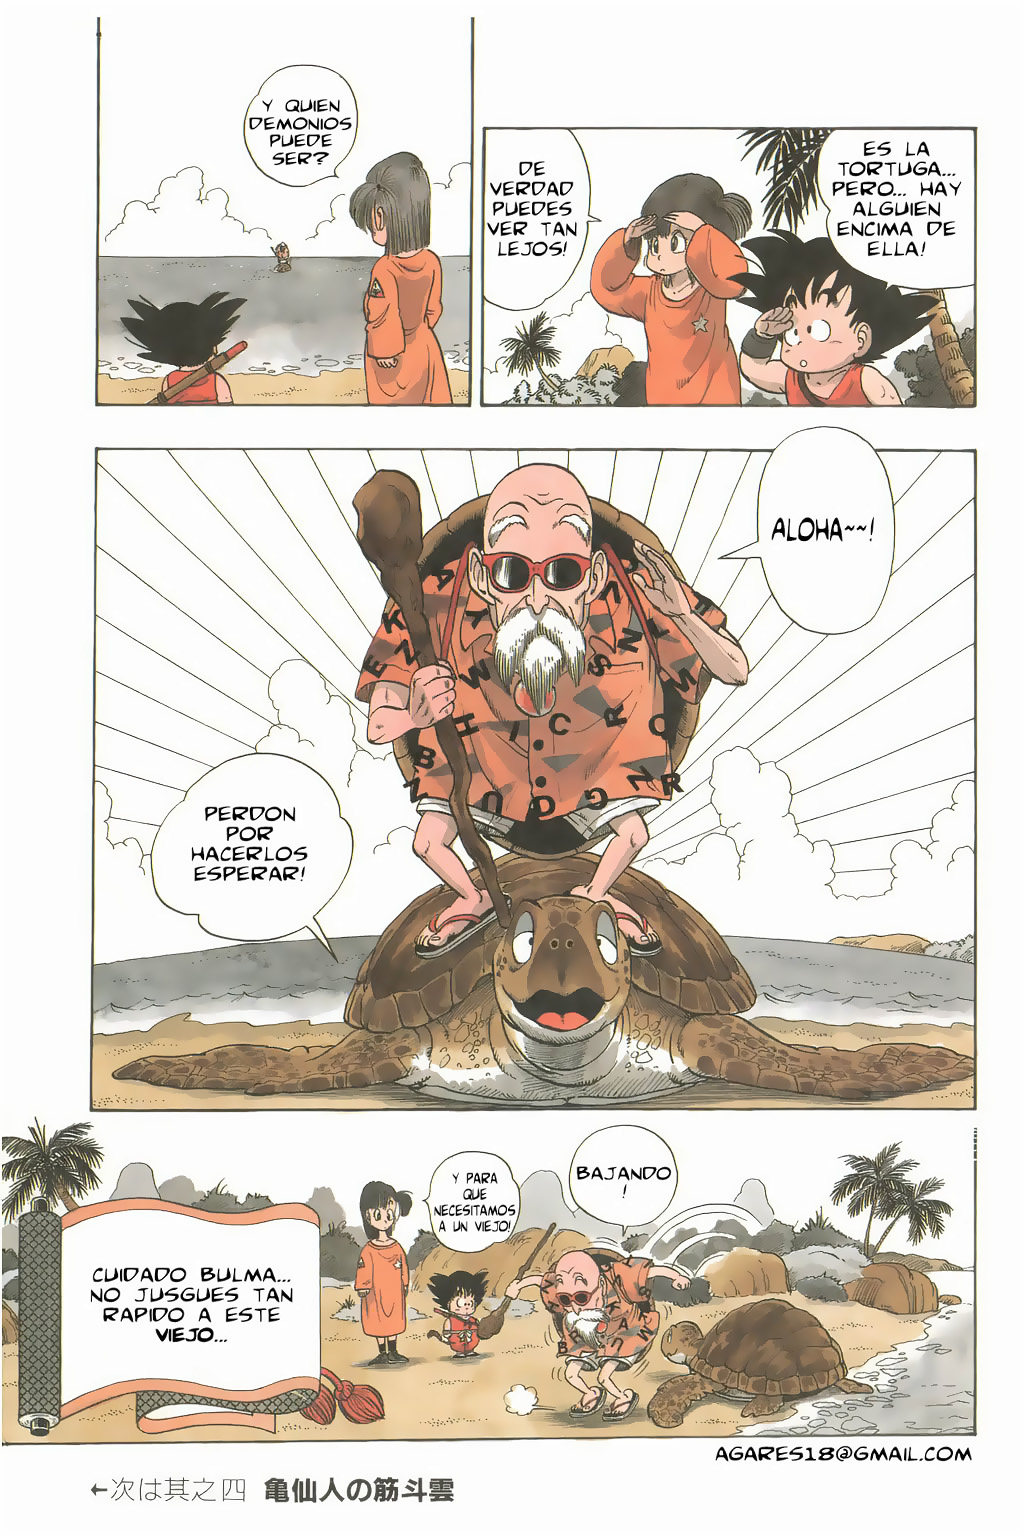 ES LA
TORTUGA...
PERO... HAY
ALGUIEN
ENCIMA DE
ELLA!
DE
VERDAD
PUEDES
VER TAN
LEJOS!
Y QUIEN
DEMONIOS
PUEDE
SER?
ALOHA~~!
PERDON
POR
HACERLOS
ESPERAR!
BAJANDO
!
Y PARA
QUE
NECESITAMOS
A UN VIEJO!
CUIDADO BULMA...
NO JUSGUES TAN
RAPIDO A ESTE
VIEJO...
AGARES18@GMAIL.COM
←次は其之四 亀仙人の筋斗雲